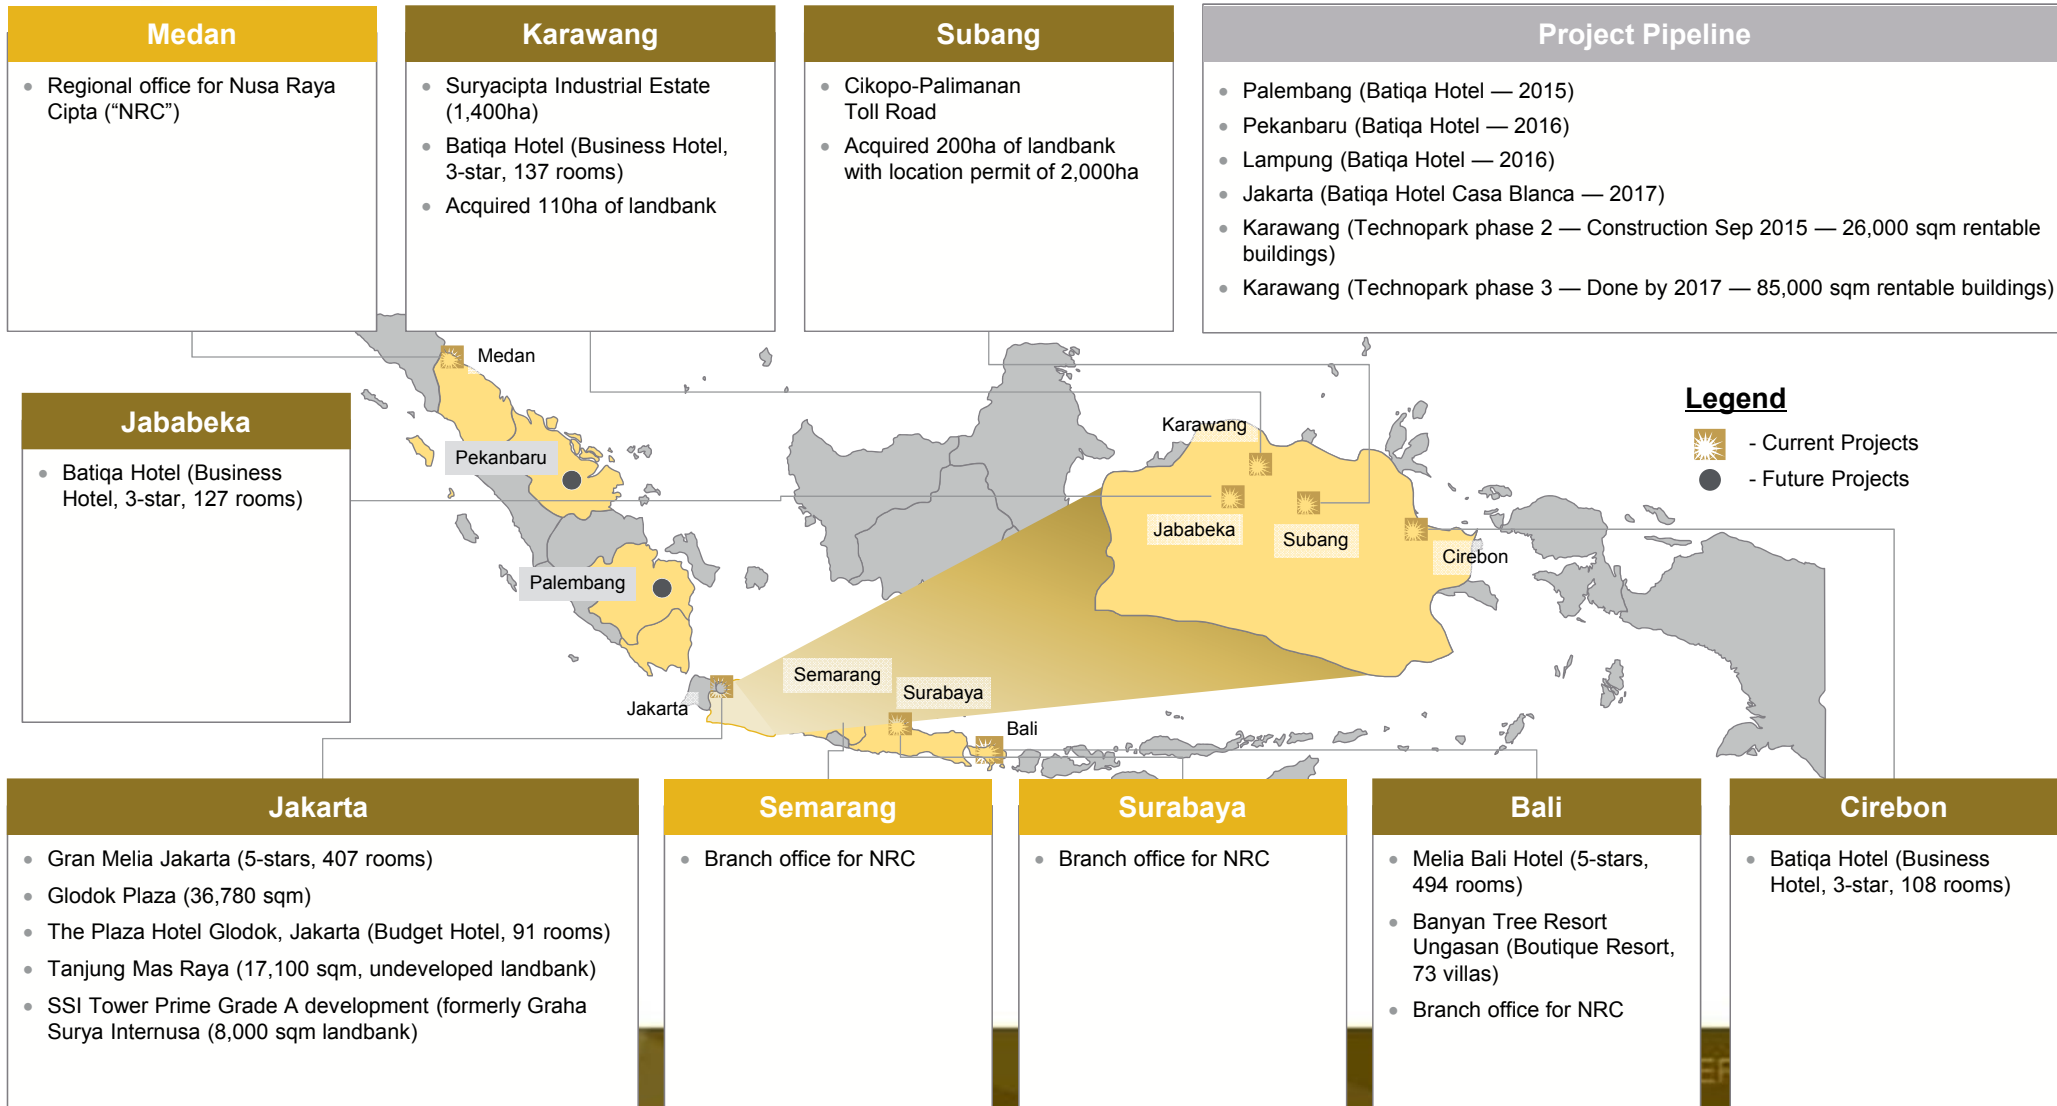 Medan
Regional office for Nusa Raya
Cipta (“NRC”)
Karawang
Suryacipta Industrial Estate
(1,400ha)
Batiqa Hotel (Business Hotel,
3-star, 137 rooms)
Acquired 110ha of landbank
Subang
Cikopo-Palimanan
Toll Road
Acquired 200ha of landbank
with location permit of 2,000ha
Project Pipeline
Palembang (Batiqa Hotel — 2015)
Pekanbaru (Batiqa Hotel — 2016)
Lampung (Batiqa Hotel — 2016)
Jakarta (Batiqa Hotel Casa Blanca — 2017)
Karawang (Technopark phase 2 — Construction Sep 2015 — 26,000 sqm rentable
buildings)
Karawang (Technopark phase 3 — Done by 2017 — 85,000 sqm rentable buildings)
Medan
Legend
- Current Projects
- Future Projects
Jababeka
Batiqa Hotel (Business
Hotel, 3-star, 127 rooms)
Pekanbaru
Karawang
Jababeka
Subang
Cirebon
Palembang
Semarang
Surabaya
Jakarta
Bali
Jakarta
Gran Melia Jakarta (5-stars, 407 rooms)
Glodok Plaza (36,780 sqm)
The Plaza Hotel Glodok, Jakarta (Budget Hotel, 91 rooms)
Tanjung Mas Raya (17,100 sqm, undeveloped landbank)
SSI Tower Prime Grade A development (formerly Graha
Surya Internusa (8,000 sqm landbank)
Semarang
Branch office for NRC
Surabaya
Branch office for NRC
Bali
Melia Bali Hotel (5-stars,
494 rooms)
Banyan Tree Resort
Ungasan (Boutique Resort,
73 villas)
Branch office for NRC
Cirebon
Batiqa Hotel (Business
Hotel, 3-star, 108 rooms)